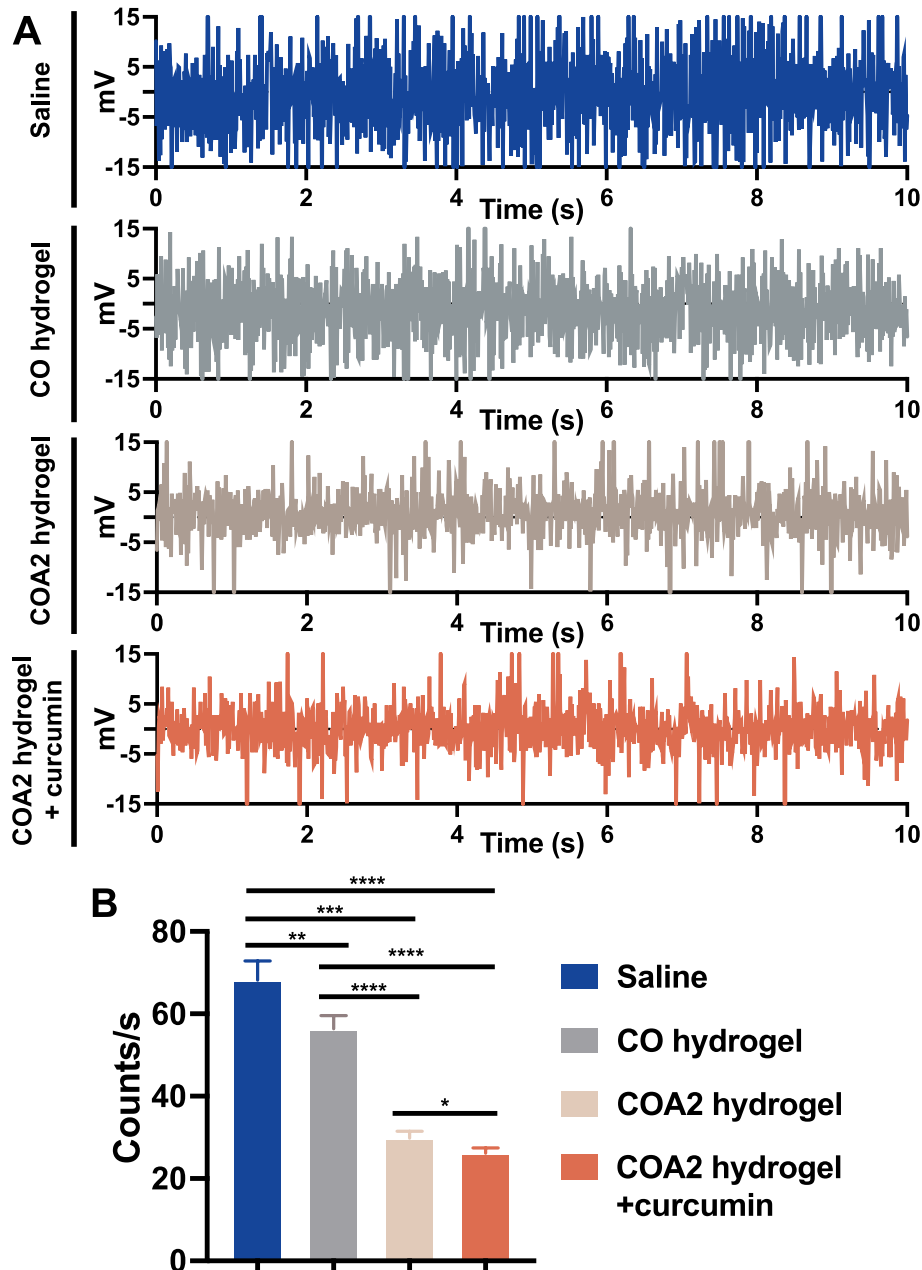 A
Saline
mV
15
5
-5
-15
0
2
4
6
8
10
Time (s)
CO hydrogel
mV
15
5
-5
-15
0
2
4
6
8
10
Time (s)
COA2 hydrogel
mV
15
5
-5
-15
0
2
4
6
8
10
Time (s)
COA2 hydrogel
+ curcumin
mV
15
5
-5
-15
0
2
4
6
8
10
Time (s)
B
Counts/s
80
60
40
20
0
****
***
**
****
****
*
Saline
CO hydrogel
COA2 hydrogel
COA2 hydrogel
+curcumin